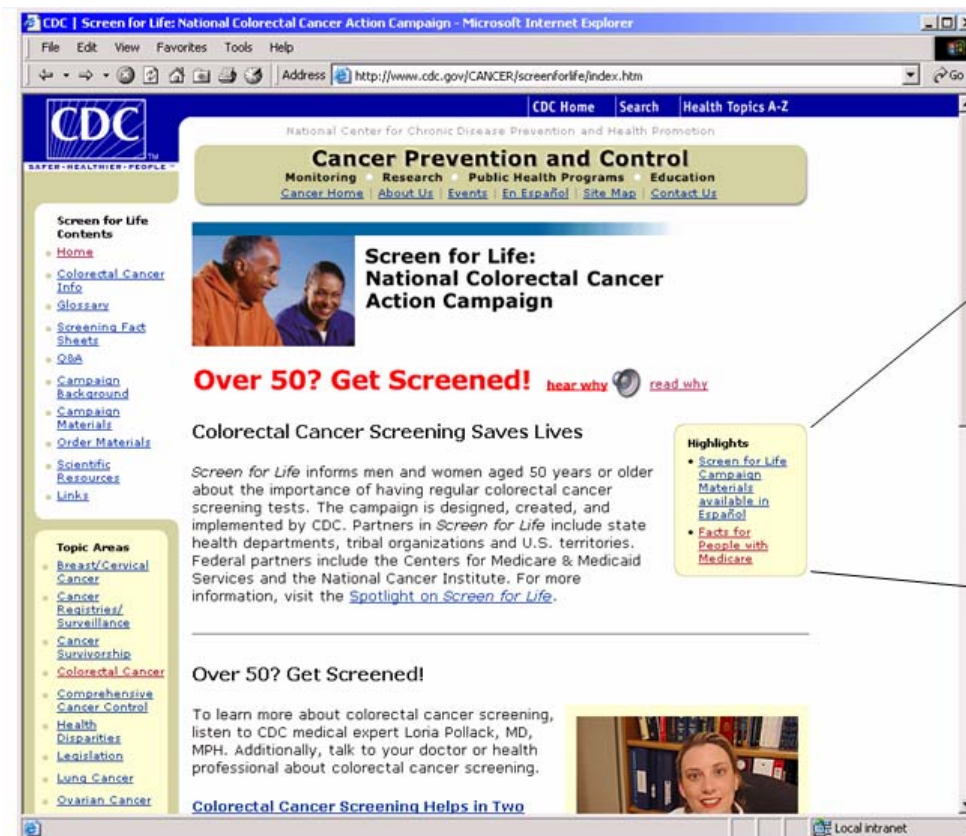 CDC | Screen for Life: National Colorectal Cancer Action Campaign - Microsoft Internet Explorer
File Edit View Favorites Tools Help
Address http://www.cdc.gov/CANCER/screenforlife/index.htm Go
CDC Home Search Health Topics A-Z
CDC
TM
SAFER·HEALTHIER·PEOPLE™
National Center for Chronic Disease Prevention and Health Promotion
Cancer Prevention and Control
Monitoring Research Public Health Programs Education
Cancer Home | About Us | Events | En Español | Site Map | Contact Us
Screen for Life
Contents
Home
Colorectal Cancer
Info
Glossary
Screening Fact
Sheets
Q&A
Campaign
Background
Campaign
Materials
Order Materials
Scientific
Resources
Links
Topic Areas
Breast/Cervical
Cancer
Cancer
Registries/
Surveillance
Cancer
Survivorship
Colorectal Cancer
Comprehensive
Cancer Control
Health
Disparities
Legislation
Lung Cancer
Ovarian Cancer
Screen for Life:
National Colorectal Cancer
Action Campaign
Over 50? Get Screened! hear why read why
Colorectal Cancer Screening Saves Lives
Screen for Life informs men and women aged 50 years or older
about the importance of having regular colorectal cancer
screening tests. The campaign is designed, created, and
implemented by CDC. Partners in Screen for Life include state
health departments, tribal organizations and U.S. territories.
Federal partners include the Centers for Medicare & Medicaid
Services and the National Cancer Institute. For more
information, visit the Spotlight on Screen for Life.
Highlights
• Screen for Life
Campaign
Materials
available in
Español
• Facts for
People with
Medicare
Over 50? Get Screened!
To learn more about colorectal cancer screening,
listen to CDC medical expert Loria Pollack, MD,
MPH. Additionally, talk to your doctor or health
professional about colorectal cancer screening.
Colorectal Cancer Screening Helps in Two
Local intranet